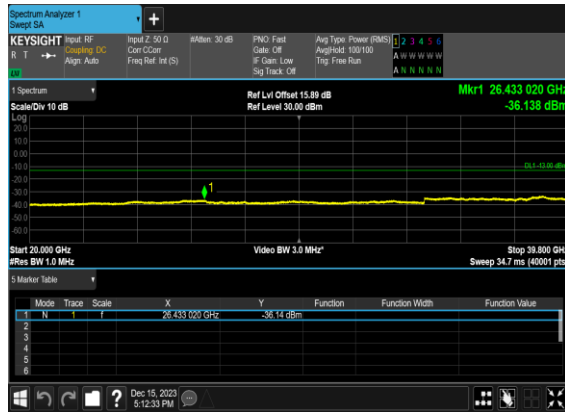 Spectrum Analyzer 1
Swept SA
+
KEYSIGHT
R T
LVI
Input: RF
Coupling: DC
Align: Auto
Input Z: 50 Ω
Corr CCorr
Freq Ref: Int (S)
#Atten: 30 dB
PNO: Fast
Gate: Off
IF Gain: Low
Sig Track: Off
Avg Type: Power (RMS)
Avg|Hold: 100/100
Trig: Free Run
1 2 3 4 5 6
A W W W W W
A N N N N N
1 Spectrum
Scale/Div 10 dB
Ref Lvl Offset 15.89 dB
Ref Level 30.00 dBm
Mkr1 26.433 020 GHz
-36.138 dBm
Log
20.0
10.0
0.00
-10.0
DL1 -13.00 dBm
-20.0
-30.0
1
-40.0
-50.0
-60.0
Start 20.000 GHz
#Res BW 1.0 MHz
Video BW 3.0 MHz*
Stop 39.800 GHz
Sweep 34.7 ms (40001 pts)
5 Marker Table
Mode Trace Scale X Y Function Function Width Function Value
1 N 1 f 26.433 020 GHz -36.14 dBm
2
3
4
5
6
?
Dec 15, 2023
5:12:33 PM